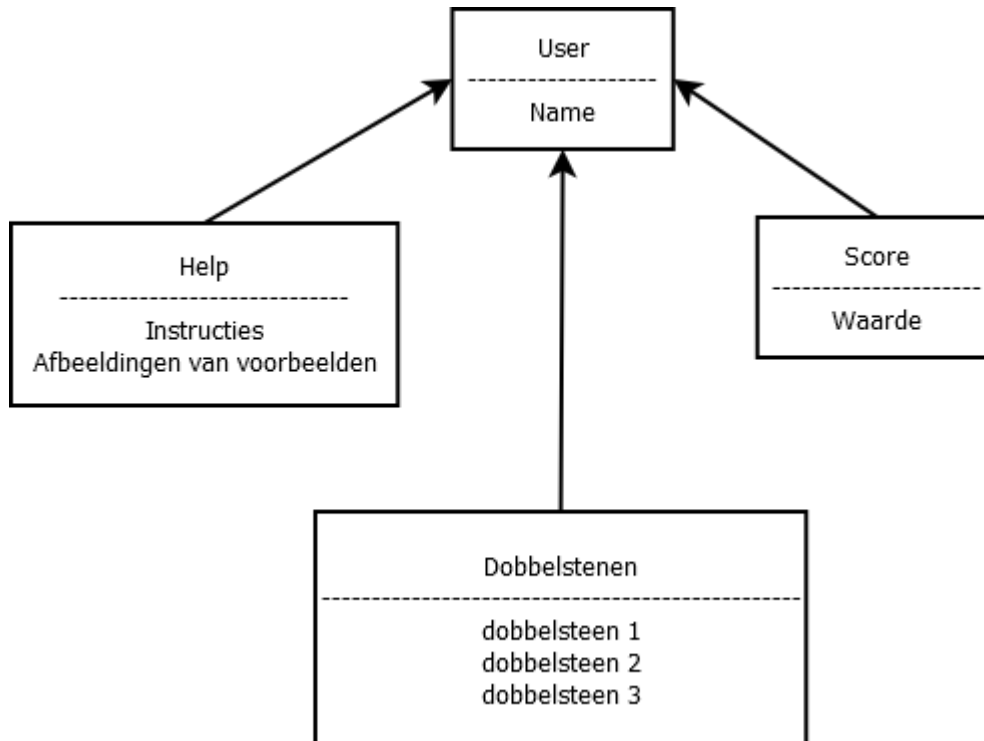 User
Name
Help
Instructies
Afbeeldingen van voorbeelden
Score
Waarde
Dobbelstenen
dobbelsteen 1
dobbelsteen 2
dobbelsteen 3